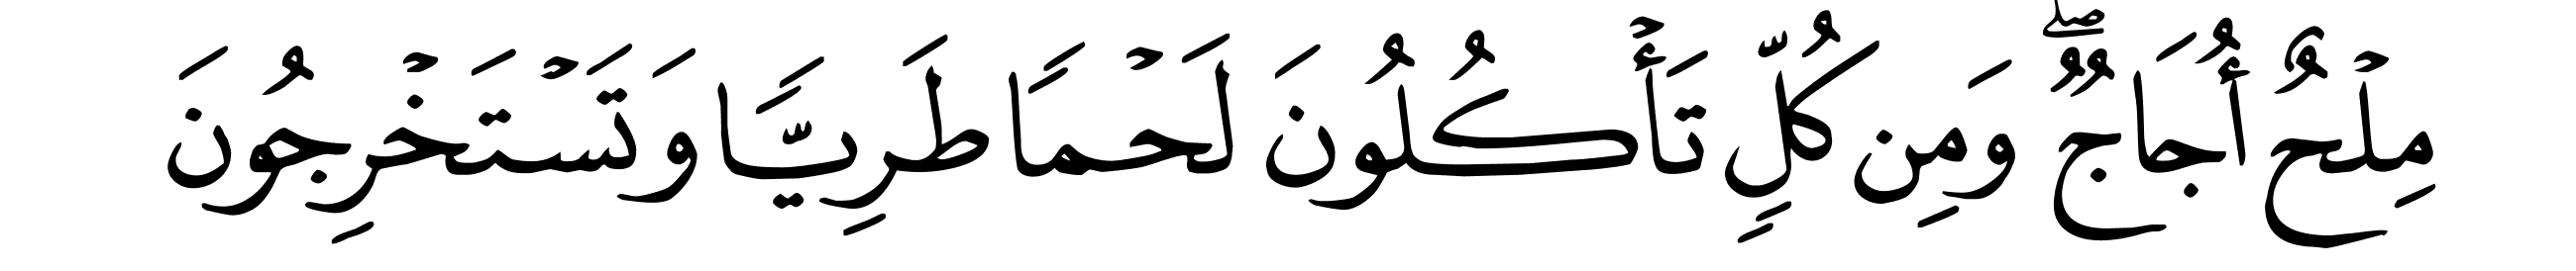 مِلۡحٌ أُجَاجٞۖ وَمِن كُلّٖ تَأۡكُلُونَ لَحۡمٗا طَرِيّٗا وَتَسۡتَخۡرِجُونَ